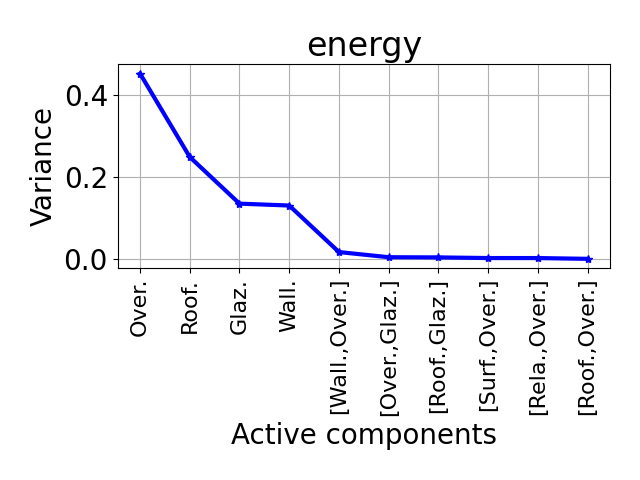 energy
Variance
0.4
0.2
0.0
Over.
Roof.
Glaz.
Wall.
[Wall.,Over.]
[Over.,Glaz.]
[Roof.,Glaz.]
[Surf.,Over.]
[Rela.,Over.]
[Roof.,Over.]
Active components